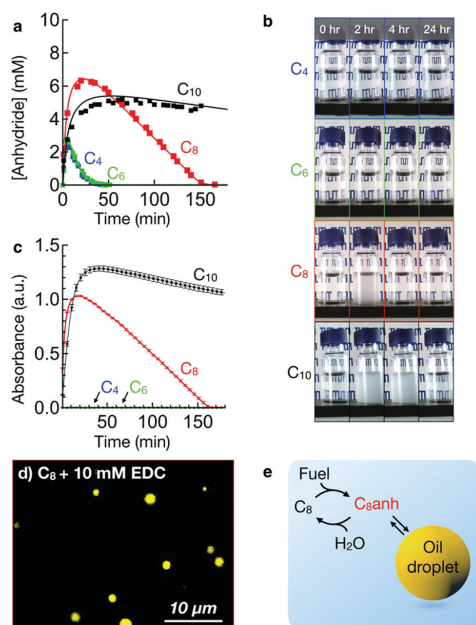 a
[Anhydride] (mM)
8
6
4
2
0
C10
C8
C4
C6
0 50 100 150
Time (min)
b
0 hr 2 hr 4 hr 24 hr
C4
C6
C8
C10
c
Absorbance (a.u.)
1.5
1.0
0.5
0.0
C10
C8
C4 C6
50 100 150
Time (min)
d) C8 + 10 mM EDC
10 µm
e
Fuel
C8
C8anh
H2O
Oil
droplet